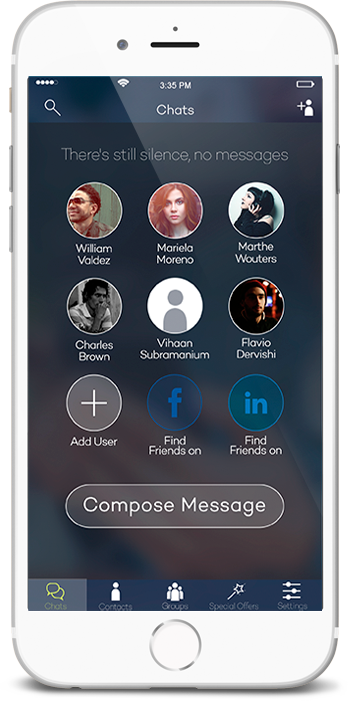 3:35 PM
Chats
There's still silence, no messages
William
Valdez
Mariela
Moreno
Marthe
Wouters
Charles
Brown
Vihaan
Subramanium
Flavio
Dervishi
f
in
Add User
Find
Friends on
Find
Friends on
Compose Message
Chats
Contacts
Groups
Special Offers
Settings